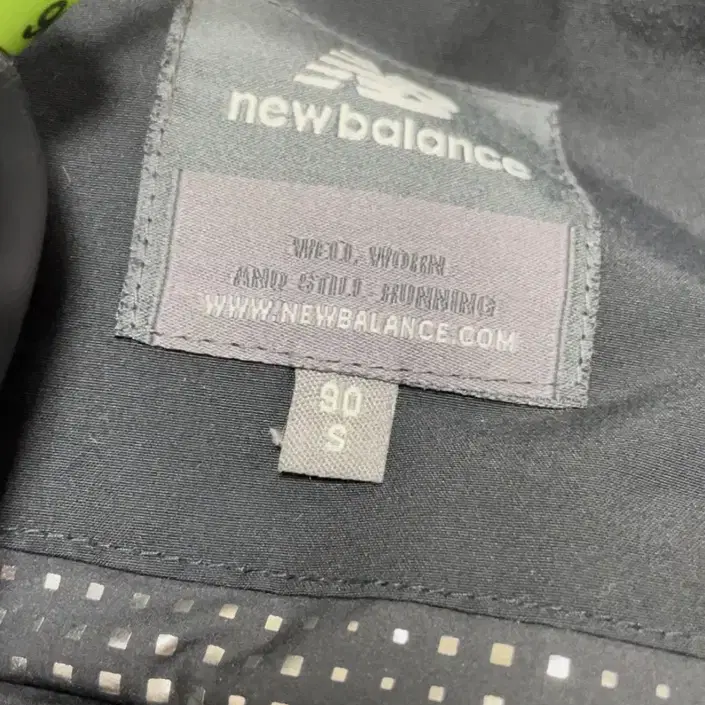 newbalance
WELL WORN
AND STILL RUNNING
WWW.NEWBALANCE.COM
90
S